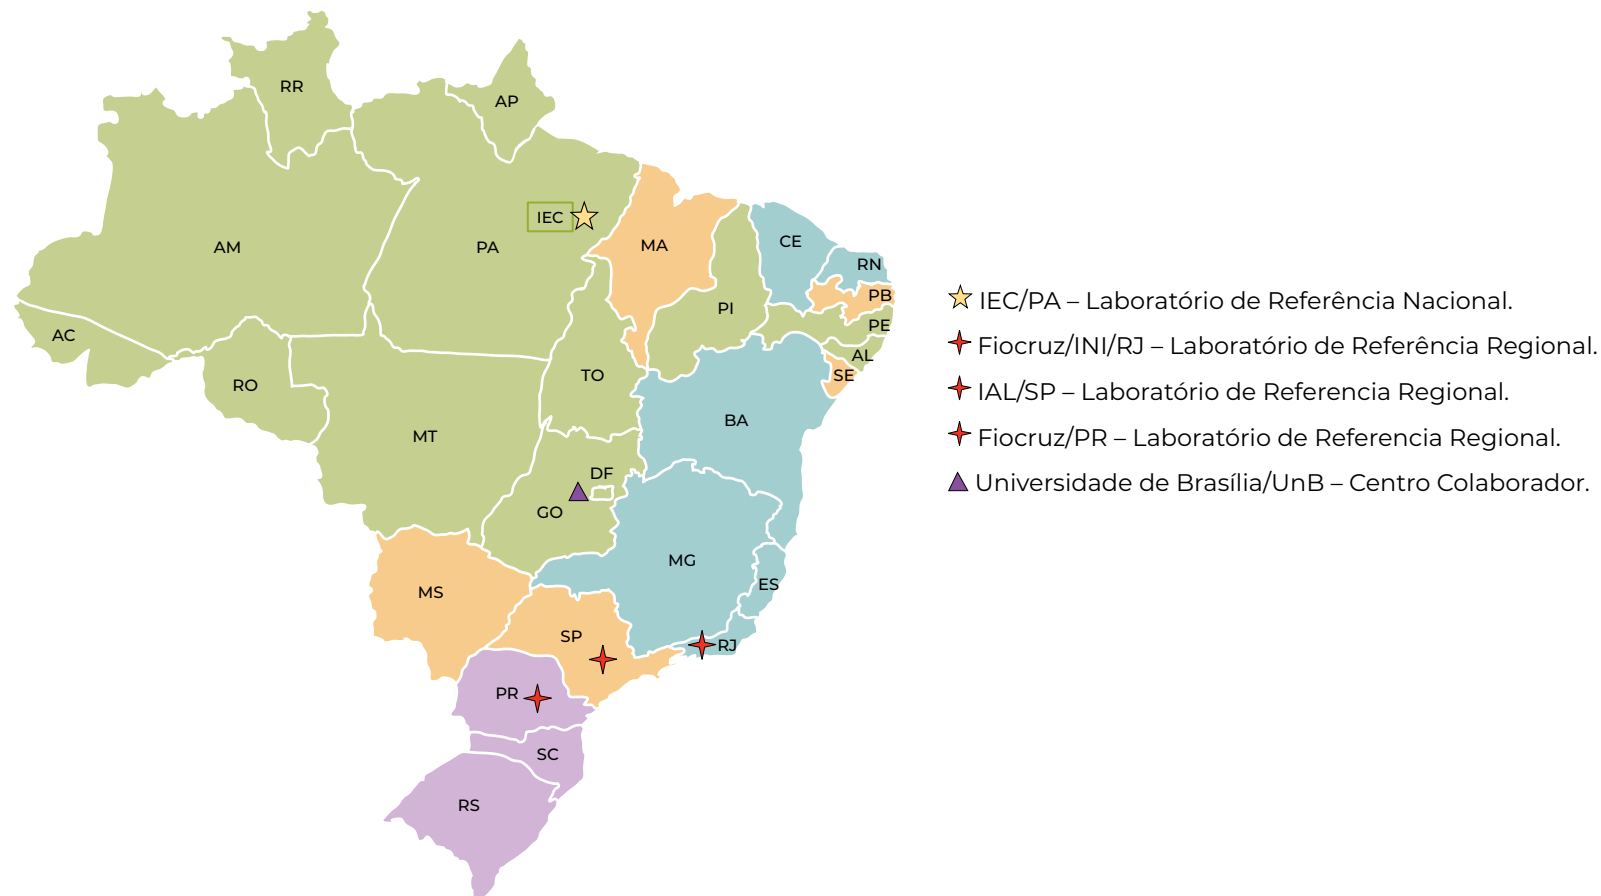 RR
AP
IEC
AM
PA
MA
CE
RN
PB
PI
PE
AC
AL
TO
SE
RO
BA
MT
DF
GO
MG
ES
MS
SP
RJ
PR
SC
RS
IEC/PA – Laboratório de Referência Nacional.
Fiocruz/INI/RJ – Laboratório de Referência Regional.
IAL/SP – Laboratório de Referencia Regional.
Fiocruz/PR – Laboratório de Referencia Regional.
Universidade de Brasília/UnB – Centro Colaborador.